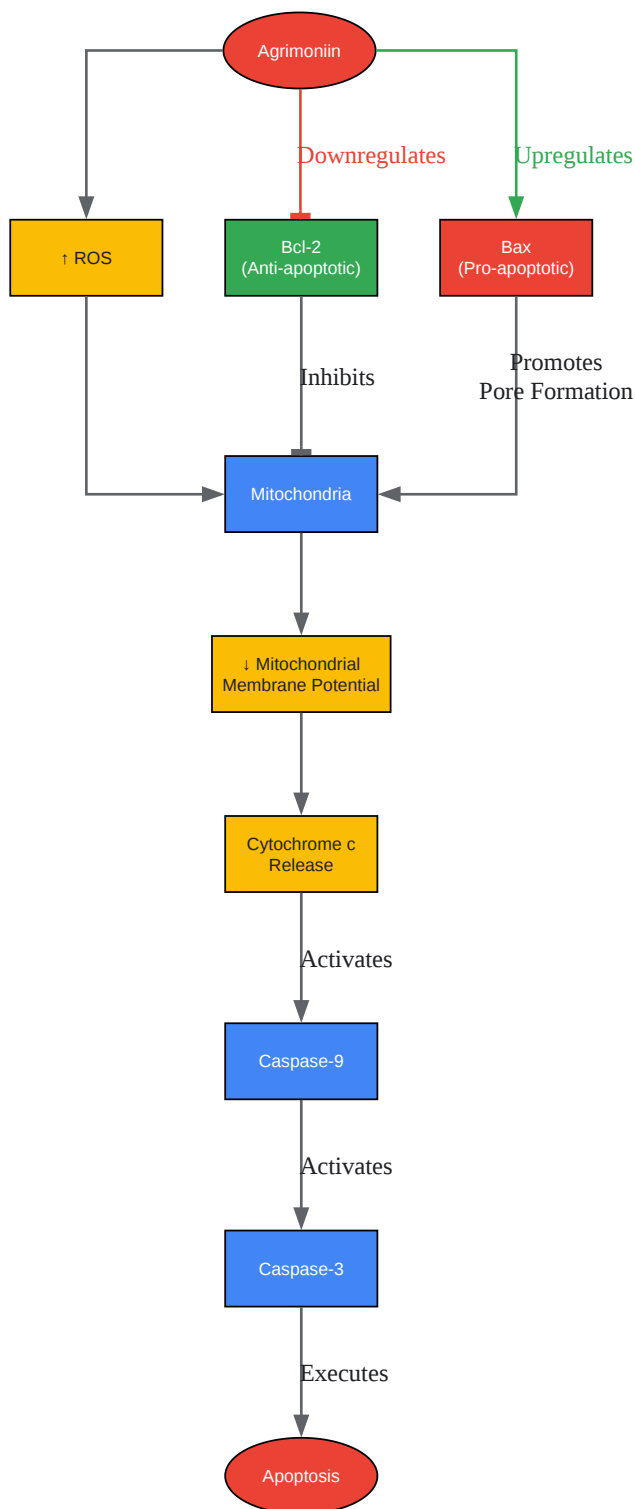 Agrimoniin
Downregulates
Upregulates
↑ ROS
Bcl-2
(Anti-apoptotic)
Bax
(Pro-apoptotic)
Inhibits
Promotes
Pore Formation
Mitochondria
↓ Mitochondrial
Membrane Potential
Cytochrome c
Release
Activates
Caspase-9
Activates
Caspase-3
Executes
Apoptosis